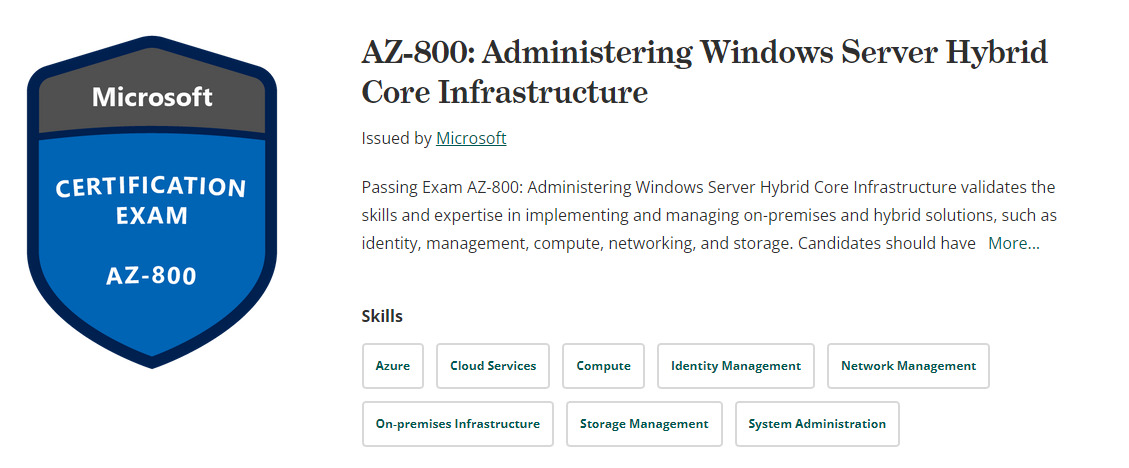 Microsoft
CERTIFICATION
EXAM
AZ-800
AZ-800: Administering Windows Server Hybrid
Core Infrastructure
Issued by Microsoft
Passing Exam AZ-800: Administering Windows Server Hybrid Core Infrastructure validates the
skills and expertise in implementing and managing on-premises and hybrid solutions, such as
identity, management, compute, networking, and storage. Candidates should have More...
Skills
Azure Cloud Services Compute Identity Management Network Management
On-premises Infrastructure Storage Management System Administration